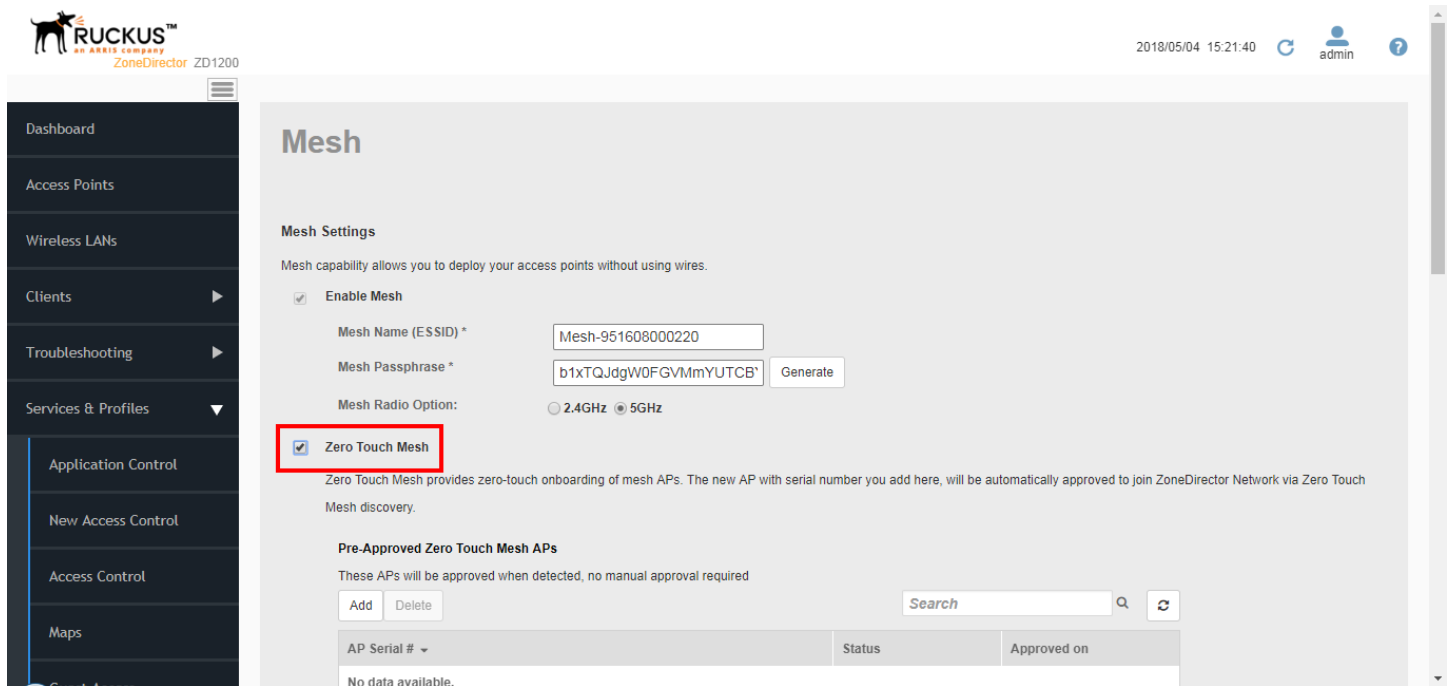 RUCKUS™
an ARRIS company
ZoneDirector ZD1200
2018/05/04 15:21:40
admin
?
Dashboard
Access Points
Wireless LANs
Clients
Troubleshooting
Services & Profiles
Application Control
New Access Control
Access Control
Maps
Mesh
Mesh Settings
Mesh capability allows you to deploy your access points without using wires.
Enable Mesh
Mesh Name (ESSID) *
Mesh-951608000220
Mesh Passphrase *
b1xTQJdgW0FGVMmYUTCB
Generate
Mesh Radio Option:
2.4GHz 5GHz
Zero Touch Mesh
Zero Touch Mesh provides zero-touch onboarding of mesh APs. The new AP with serial number you add here, will be automatically approved to join ZoneDirector Network via Zero Touch
Mesh discovery.
Pre-Approved Zero Touch Mesh APs
These APs will be approved when detected, no manual approval required
Add Delete
Search
AP Serial # Status Approved on
No data available.